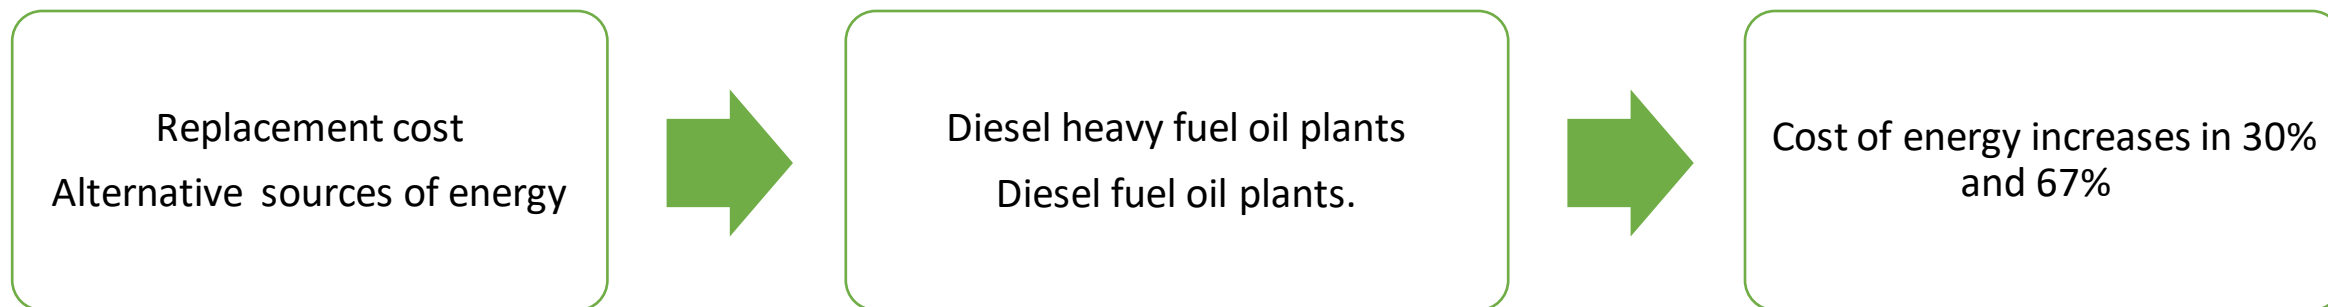 Replacement cost
Alternative sources of energy
Diesel heavy fuel oil plants
Diesel fuel oil plants.
Cost of energy increases in 30%
and 67%